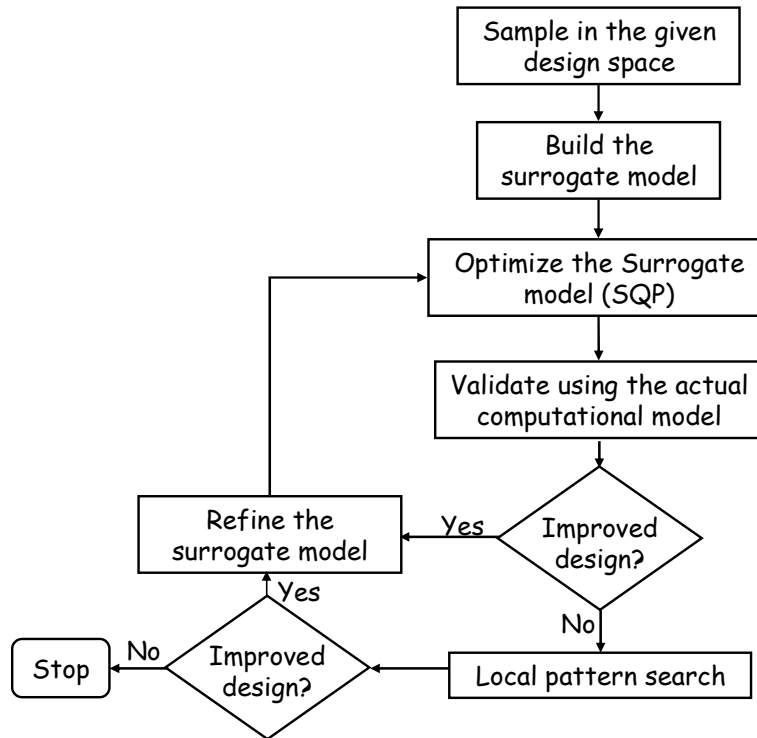 Sample in the given
design space
Build the
surrogate model
Optimize the Surrogate
model (SQP)
Validate using the actual
computational model
Improved
design?
Yes
Refine the
surrogate model
No
Local pattern search
Improved
design?
Yes
No
Stop